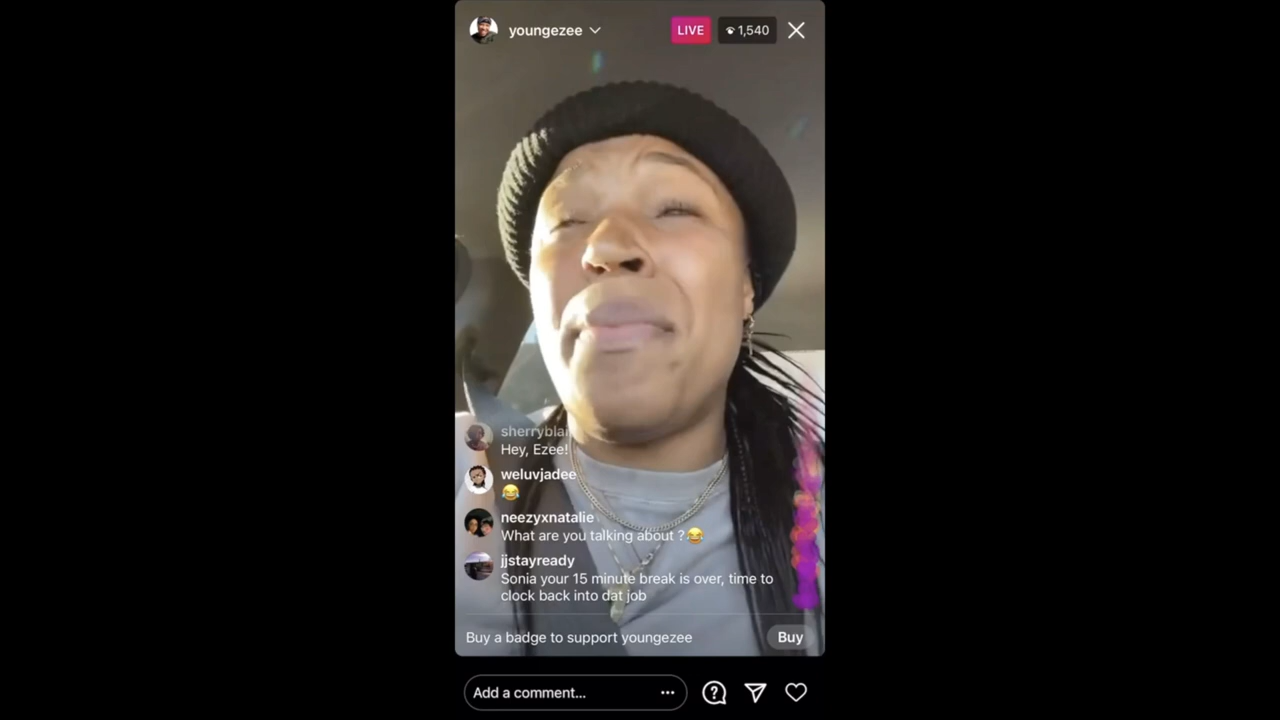 youngezee
LIVE
1,540
sherryblai
Hey, Ezee!
weluvjadee
😂
neezyxnatalie
What are you talking about ?😂
jjstayready
Sonia your 15 minute break is over, time to
clock back into dat job
Buy a badge to support youngezee
Buy
Add a comment...